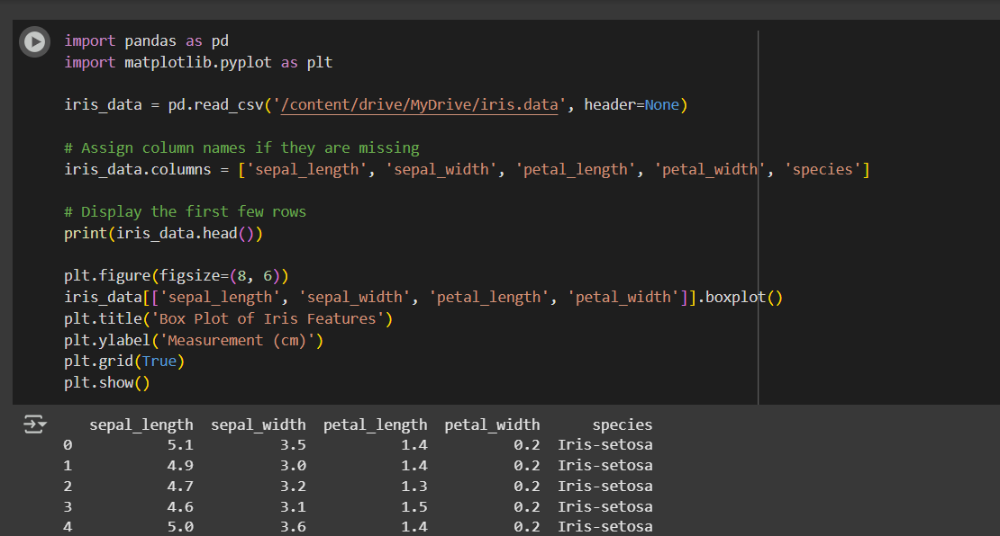 import pandas as pd
import matplotlib.pyplot as plt
iris_data = pd.read_csv('/content/drive/MyDrive/iris.data', header=None)
# Assign column names if they are missing
iris_data.columns = ['sepal_length', 'sepal_width', 'petal_length', 'petal_width', 'species']
# Display the first few rows
print(iris_data.head())
plt.figure(figsize=(8, 6))
iris_data[['sepal_length', 'sepal_width', 'petal_length', 'petal_width']].boxplot()
plt.title('Box Plot of Iris Features')
plt.ylabel('Measurement (cm)')
plt.grid(True)
plt.show()
sepal_length sepal_width petal_length petal_width species
0 5.1 3.5 1.4 0.2 Iris-setosa
1 4.9 3.0 1.4 0.2 Iris-setosa
2 4.7 3.2 1.3 0.2 Iris-setosa
3 4.6 3.1 1.5 0.2 Iris-setosa
4 5.0 3.6 1.4 0.2 Iris-setosa